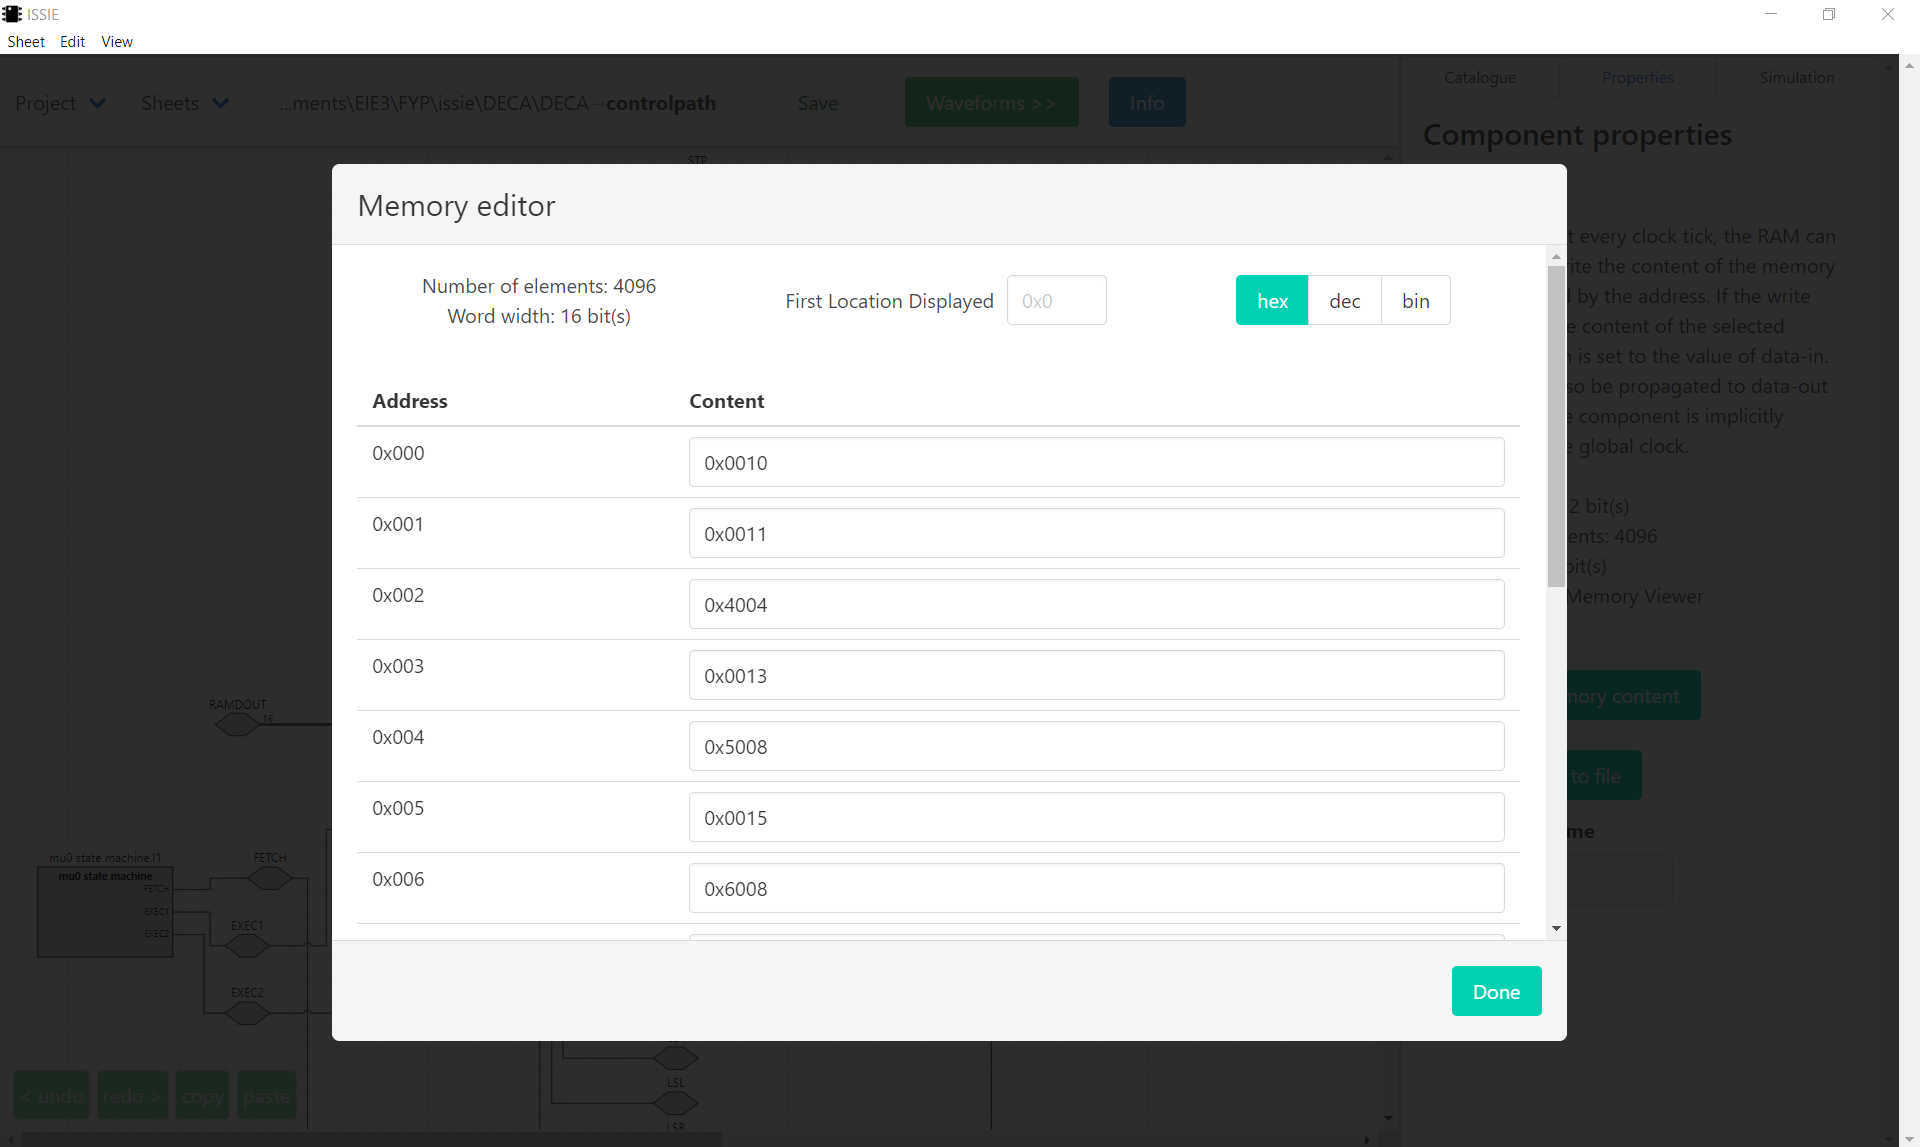 ISSIE
Sheet Edit View
Project Sheets ...ments\EIE3\FYP\issie\DECA\DECA - controlpath Save Waveforms >> Info
Catalogue Properties Simulation
Component properties
STP
Memory editor
Number of elements: 4096
Word width: 16 bit(s)
First Location Displayed 0x0
hex dec bin
Address Content
0x000 0x0010
0x001 0x0011
0x002 0x4004
0x003 0x0013
0x004 0x5008
0x005 0x0015
0x006 0x6008
Done
t every clock tick, the RAM can
ite the content of the memory
by the address. If the write
e content of the selected
is set to the value of data-in.
so be propagated to data-out
e component is implicitly
e global clock.
2 bit(s)
ents: 4096
bit(s)
Memory Viewer
mory content
to file
me
RAMDOUT
16
mu0 state machine.I1
mu0 state machine
FETCH
EXEC1
EXEC2
FETCH
EXEC1
EXEC2
LSL
LSR
< undo redo > copy paste